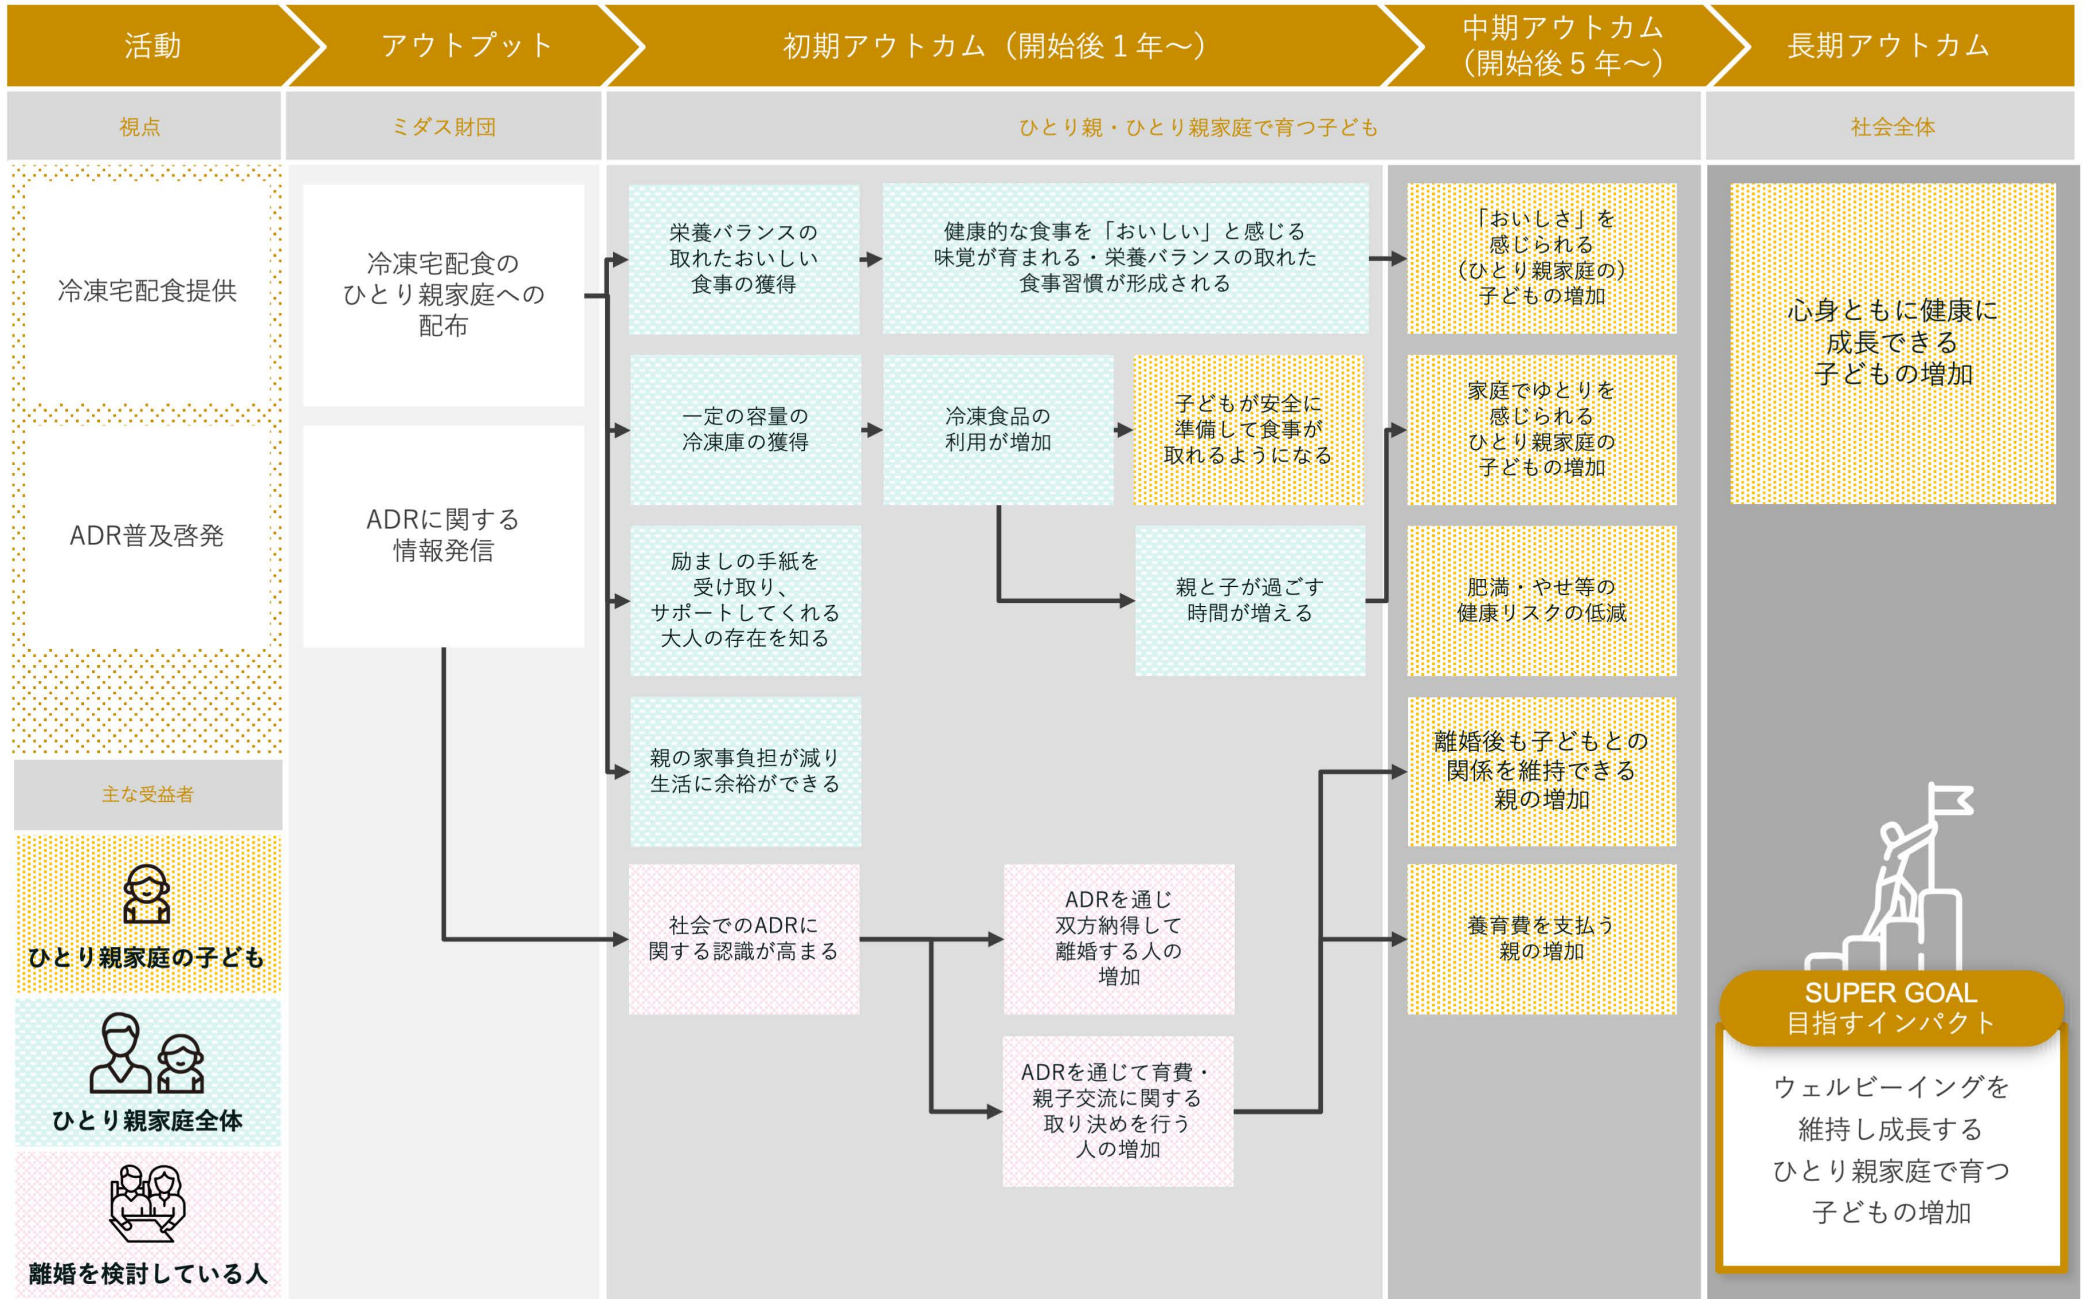 活動
アウトプット
初期アウトカム（開始後１年～）
中期アウトカム
（開始後５年～）
長期アウトカム
視点
ミダス財団
ひとり親・ひとり親家庭で育つ子ども
社会全体
冷凍宅配食提供
ADR普及啓発
冷凍宅配食の
ひとり親家庭への
配布
ADRに関する
情報発信
栄養バランスの
取れたおいしい
食事の獲得
健康的な食事を「おいしい」と感じる
味覚が育まれる・栄養バランスの取れた
食事習慣が形成される
「おいしさ」を
感じられる
（ひとり親家庭の）
子どもの増加
一定の容量の
冷凍庫の獲得
冷凍食品の
利用が増加
子どもが安全に
準備して食事が
取れるようになる
家庭でゆとりを
感じられる
ひとり親家庭の
子どもの増加
励ましの手紙を
受け取り、
サポートしてくれる
大人の存在を知る
親と子が過ごす
時間が増える
肥満・やせ等の
健康リスクの低減
親の家事負担が減り
生活に余裕ができる
離婚後も子どもとの
関係を維持できる
親の増加
社会でのADRに
関する認識が高まる
ADRを通じ
双方納得して
離婚する人の
増加
養育費を支払う
親の増加
ADRを通じて育費・
親子交流に関する
取り決めを行う
人の増加
心身ともに健康に
成長できる
子どもの増加
SUPER GOAL
目指すインパクト
ウェルビーイングを
維持し成長する
ひとり親家庭で育つ
子どもの増加
主な受益者
ひとり親家庭の子ども
ひとり親家庭全体
離婚を検討している人